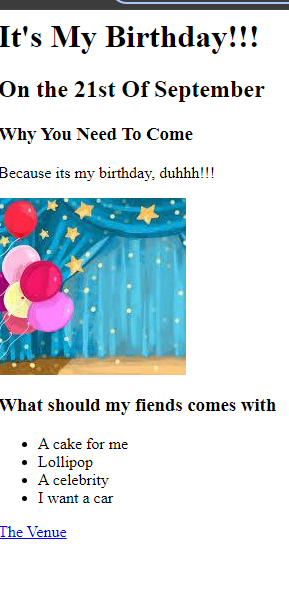 It's My Birthday!!!
On the 21st Of September
Why You Need To Come
Because its my birthday, duhhh!!!
What should my fiends comes with
A cake for me
Lollipop
A celebrity
I want a car
The Venue